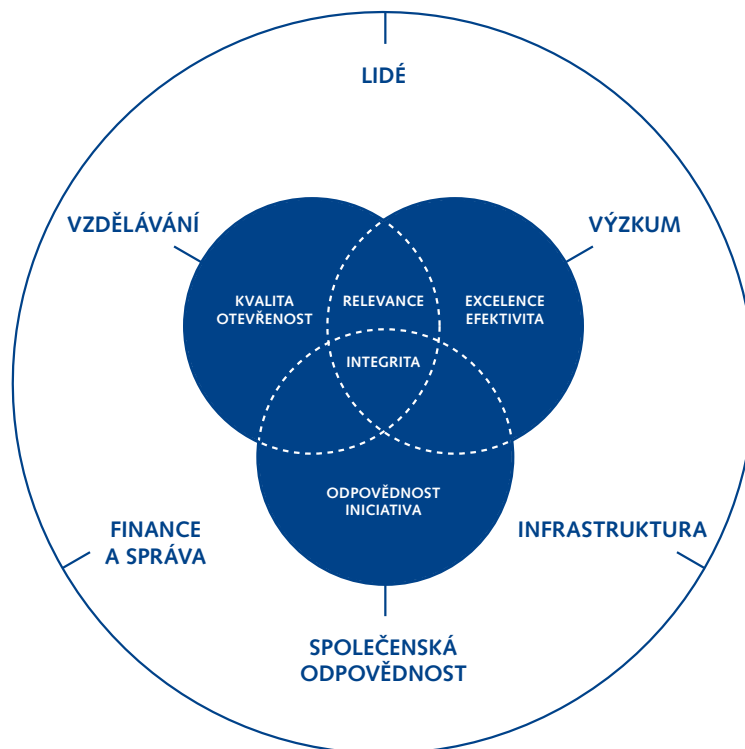 LIDÉ
VZDĚLÁVÁNÍ
VÝZKUM
KVALITA
OTEVŘENOST
RELEVANCE
EXCELENCE
EFEKTIVITA
INTEGRITA
ODPOVĚDNOST
INICIATIVA
FINANCE
A SPRÁVA
INFRASTRUKTURA
SPOLEČENSKÁ
ODPOVĚDNOST